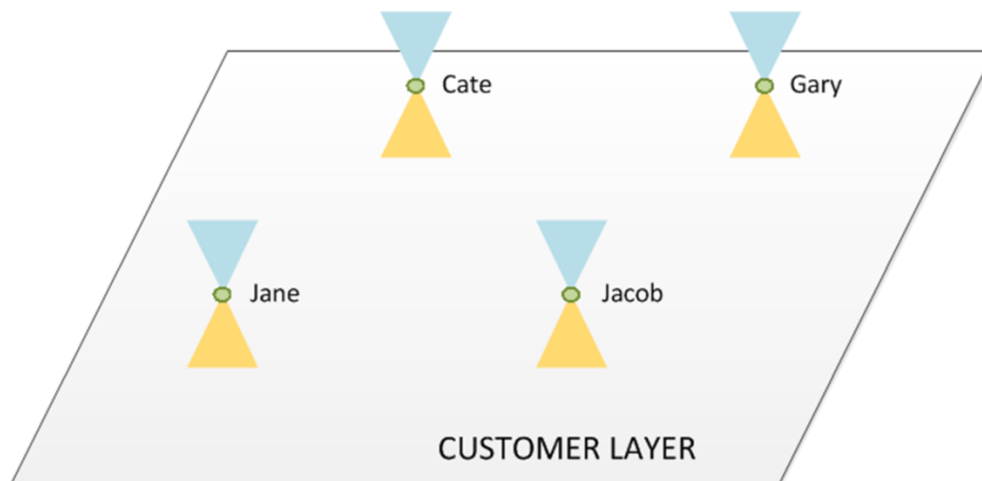 Cate
Gary
Jane
Jacob
CUSTOMER LAYER